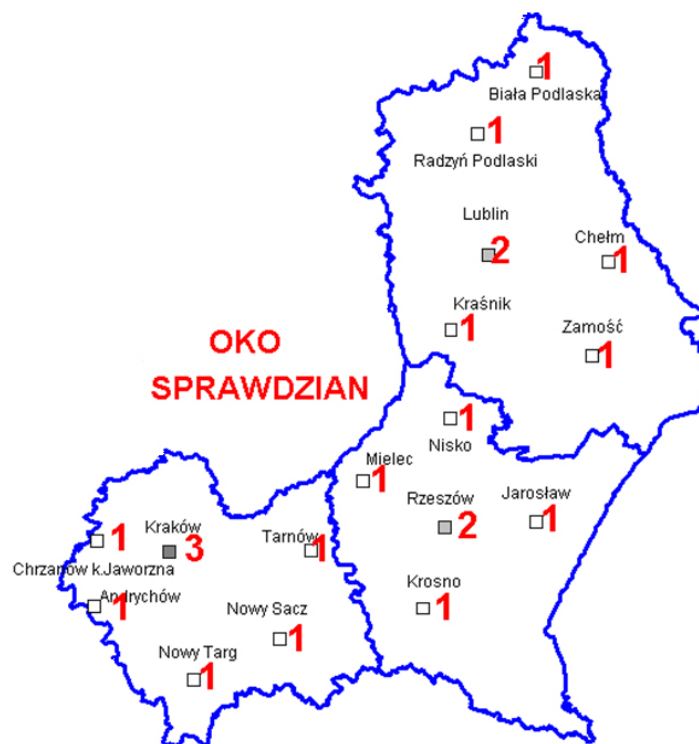 1
Biała Podlaska
1
Radzyń Podlaski
Lublin
2
Chełm
1
Kraśnik
1
Zamość
1
OKO
SPRAWDZIAN
1
Nisko
Mielec
1
Rzeszów
2
Jarosław
1
Krosno
1
Kraków
3
1
Chrzanów k.Jaworzna
Tarnów
1
Andrychów
1
Nowy Sacz
1
Nowy Targ
1